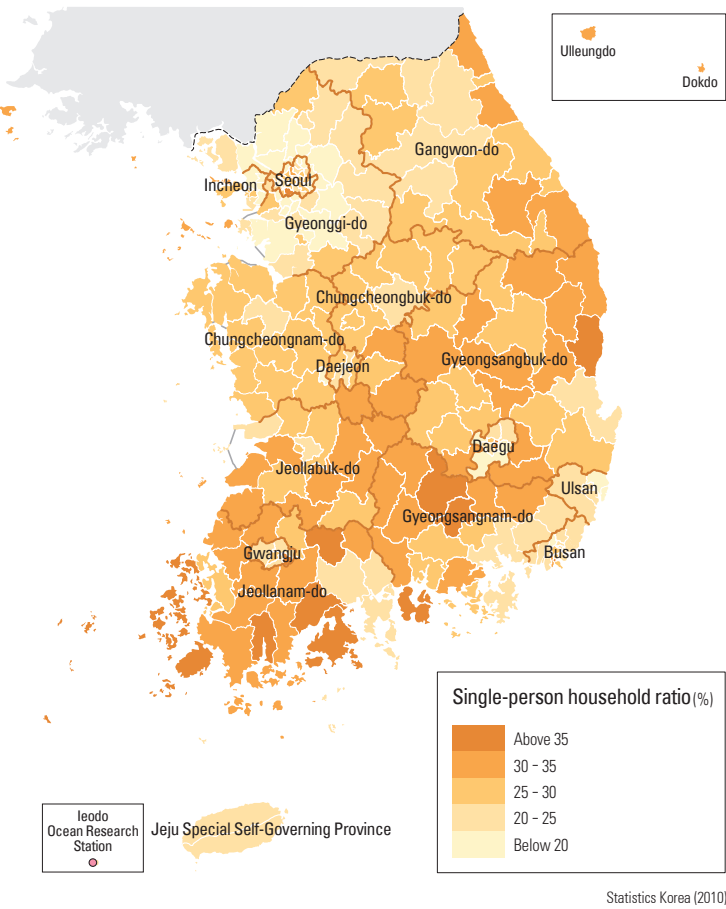 Ulleungdo
Dokdo
Gangwon-do
Incheon
Seoul
Gyeonggi-do
Chungcheongbuk-do
Chungcheongnam-do
Daejeon
Gyeongsangbuk-do
Daegu
Jeollabuk-do
Ulsan
Gyeongsangnam-do
Busan
Gwangju
Jeollanam-do
Single-person household ratio (%)
Above 35
30 - 35
25 - 30
20 - 25
Below 20
Ieodo
Ocean Research
Station
Jeju Special Self-Governing Province
Statistics Korea (2010)